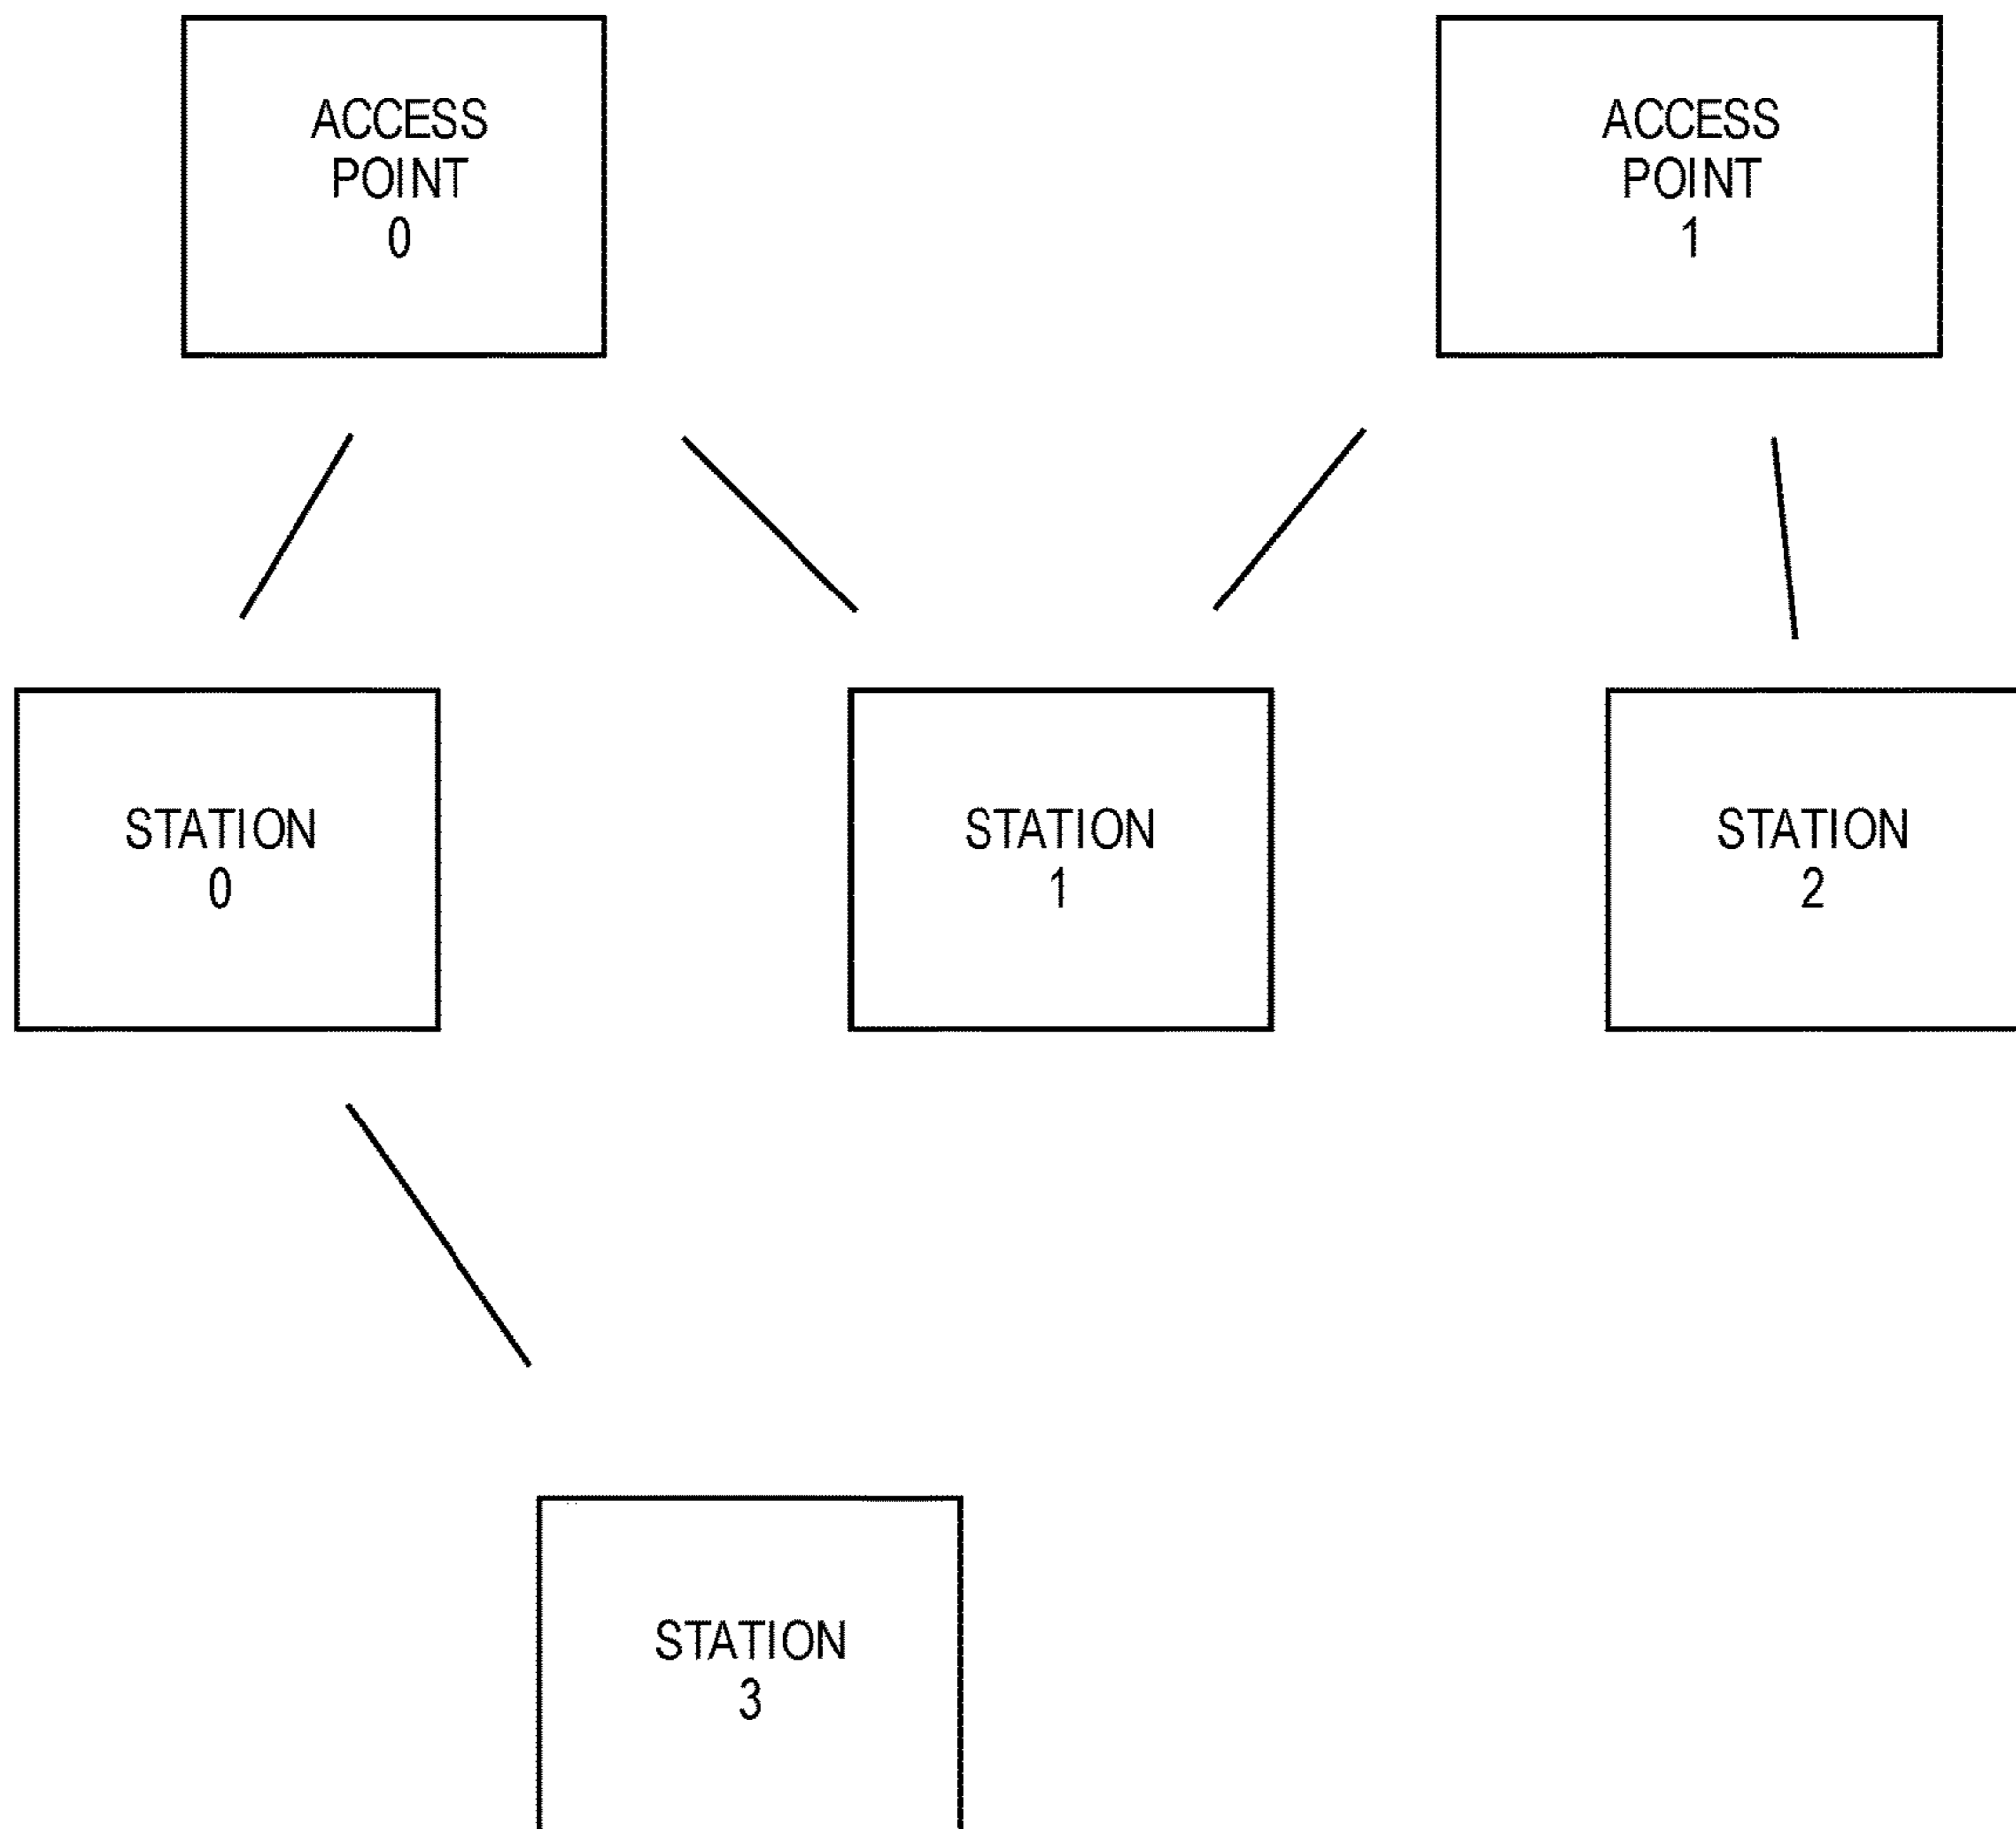 ACCESS
POINT
0
ACCESS
POINT
1
STATION
0
STATION
1
STATION
2
STATION
3